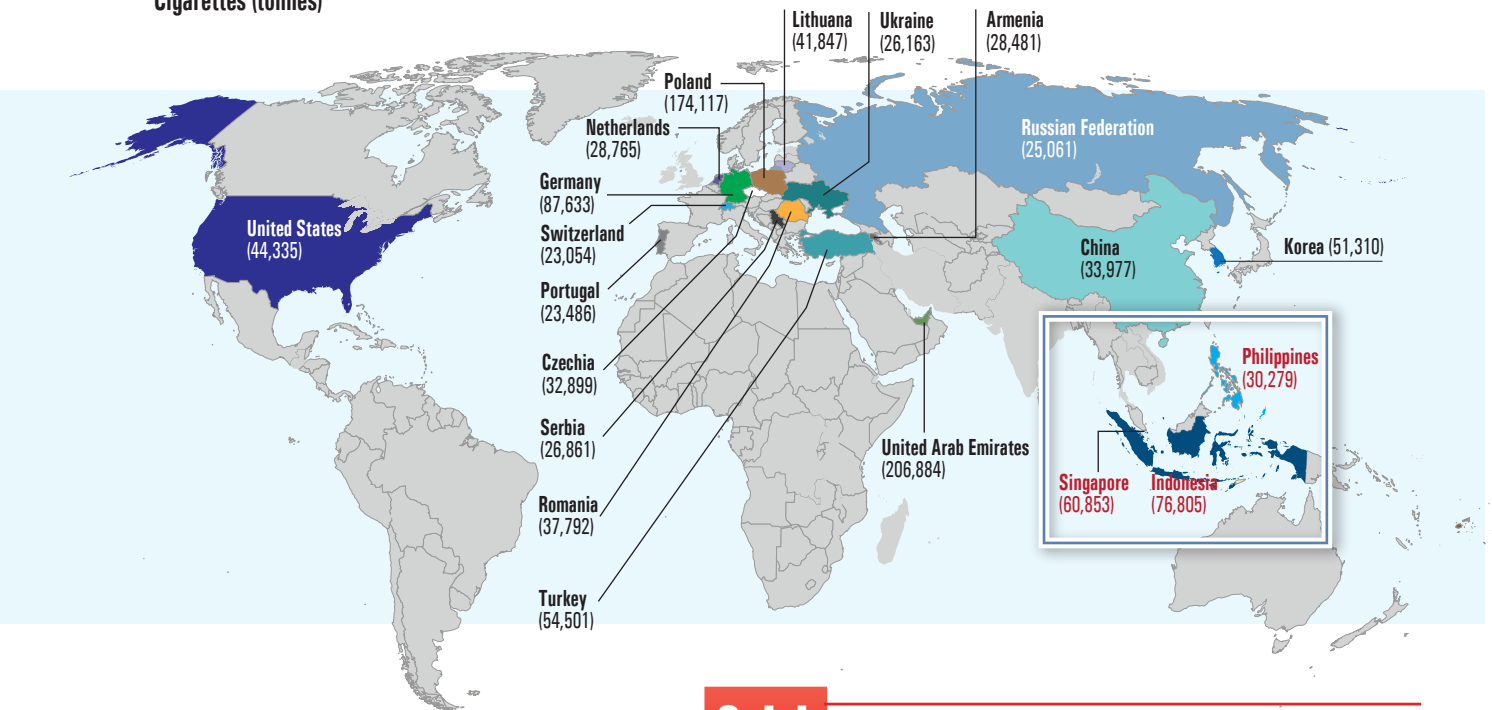 Cigarettes (tonnes)
Lithuana
(41,847)
Ukraine
(26,163)
Armenia
(28,481)
Poland
(174,117)
Netherlands
(28,765)
Russian Federation
(25,061)
Germany
(87,633)
United States
(44,335)
Switzerland
(23,054)
China
(33,977)
Korea (51,310)
Portugal
(23,486)
Czechia
(32,899)
Philippines
(30,279)
Serbia
(26,861)
United Arab Emirates
(206,884)
Singapore
(60,853)
Indonesia
(76,805)
Romania
(37,792)
Turkey
(54,501)